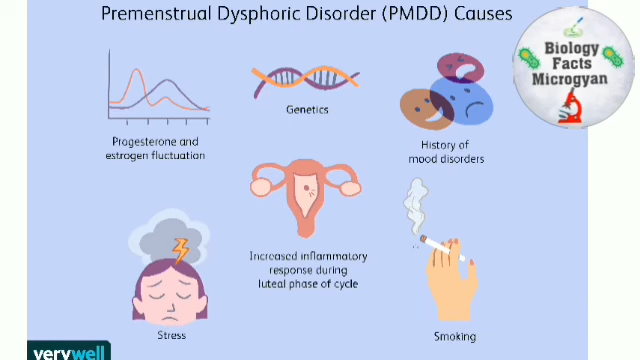 Premenstrual Dysphoric Disorder (PMDD) Causes
Biology
Facts
Microgyan
Genetics
Progesterone and
estrogen fluctuation
History of
mood disorders
Increased inflammatory
response during
luteal phase of cycle
Stress
Smoking
verywell